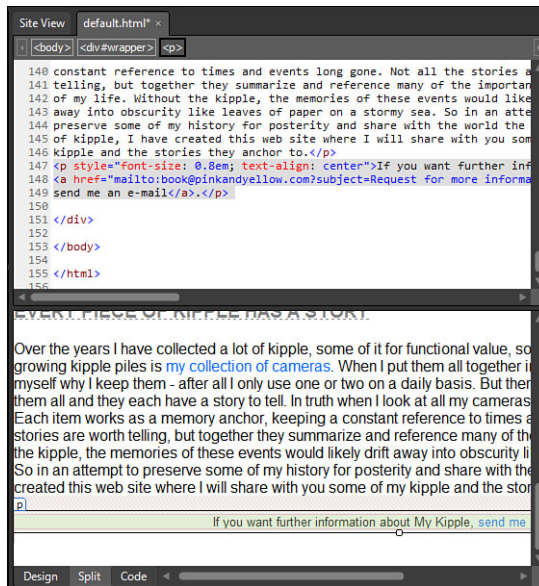 Site View default.html* ×
<body> <div#wrapper> <p>
140 constant reference to times and events long gone. Not all the stories a
141 telling, but together they summarize and reference many of the importan
142 of my life. Without the kipple, the memories of these events would like
143 away into obscurity like leaves of paper on a stormy sea. So in an atte
144 preserve some of my history for posterity and share with the world the
145 of kipple, I have created this web site where I will share with you som
146 kipple and the stories they anchor to.</p>
147 <p style="font-size: 0.8em; text-align: center">If you want further inf
148 <a href="mailto:book@pinkandyellow.com?subject=Request for more informa
149 send me an e-mail</a>.</p>
150
151 </div>
152
153 </body>
154
155 </html>
156
EVERY PIECE OF KIPPLE HAS A STORY
Over the years I have collected a lot of kipple, some of it for functional value, so
growing kipple piles is my collection of cameras. When I put them all together i
myself why I keep them - after all I only use one or two on a daily basis. But ther
them all and they each have a story to tell. In truth when I look at all my cameras
Each item works as a memory anchor, keeping a constant reference to times a
stories are worth telling, but together they summarize and reference many of the
the kipple, the memories of these events would likely drift away into obscurity li
So in an attempt to preserve some of my history for posterity and share with the
created this web site where I will share with you some of my kipple and the stor
p
If you want further information about My Kipple, send me
Design Split Code